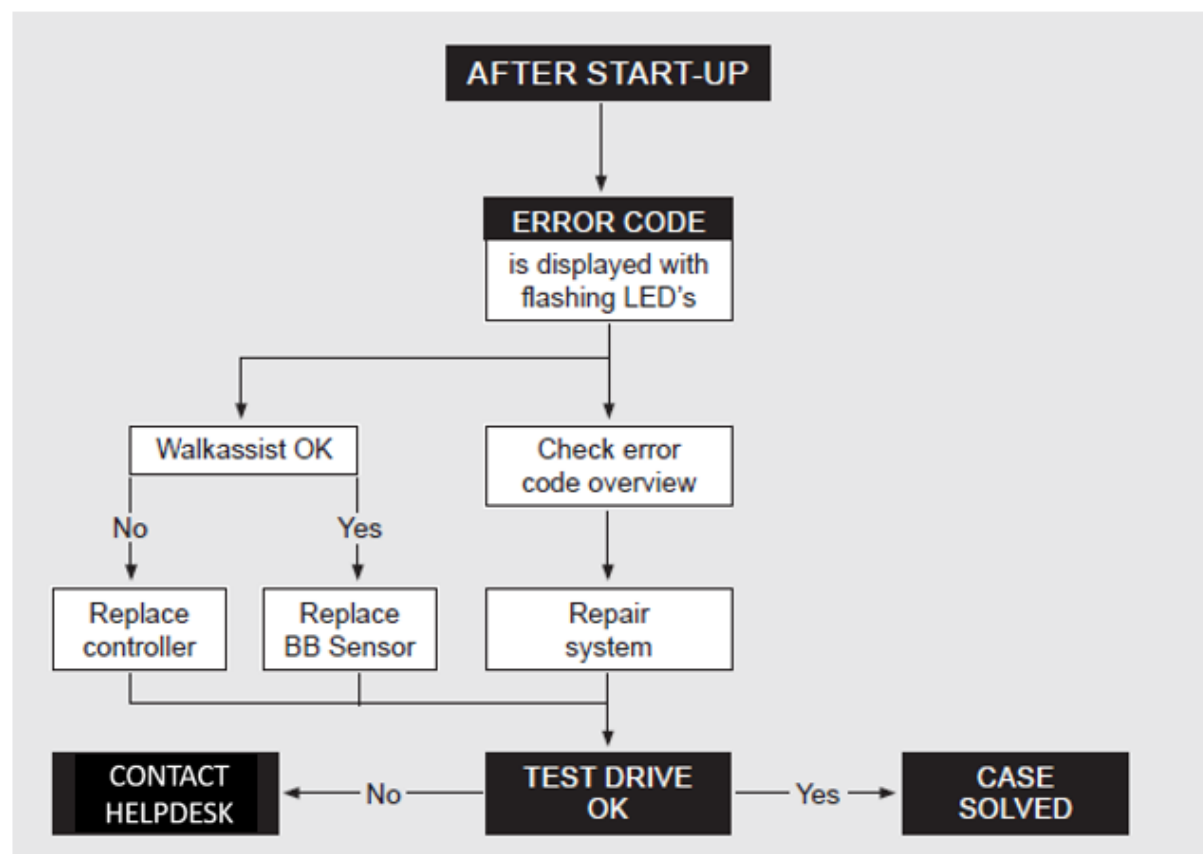 AFTER START-UP
ERROR CODE
is displayed with
flashing LED's
Walkassist OK
Check error
code overview
No
Yes
Replace
controller
Replace
BB Sensor
Repair
system
CONTACT
HELPDESK
No
TEST DRIVE
OK
Yes
CASE
SOLVED